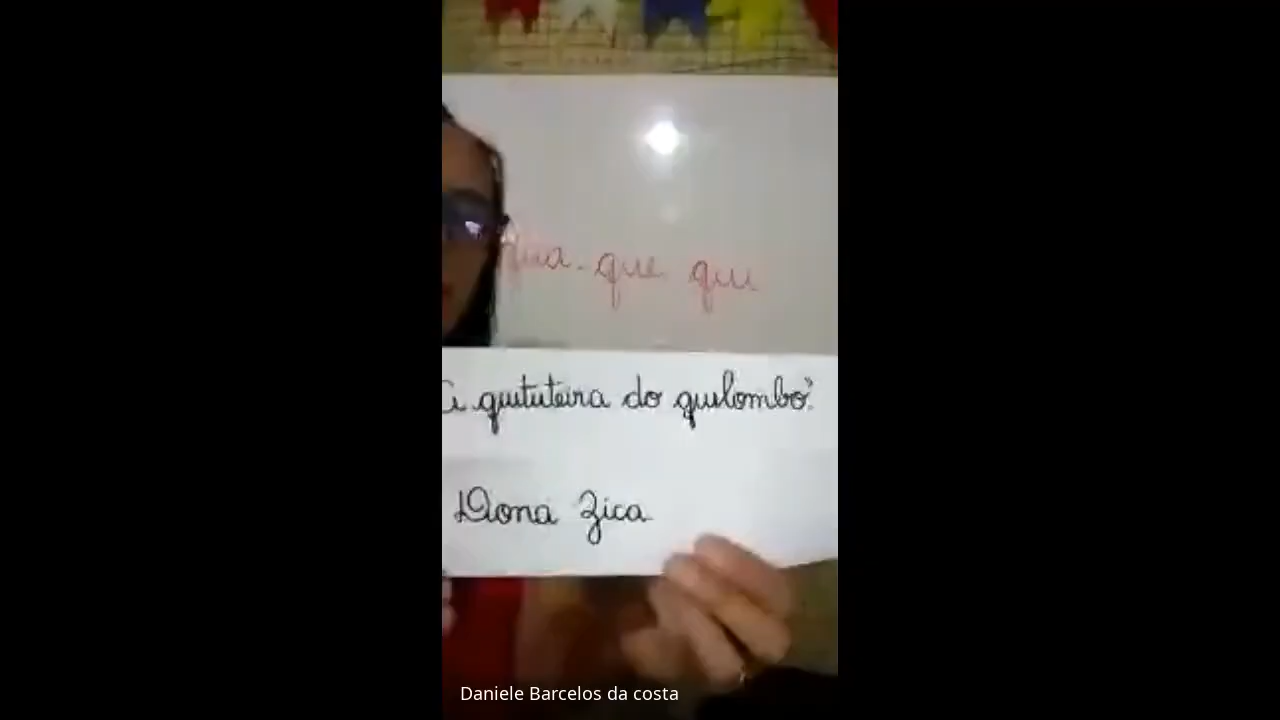 qua - que qui
A quituteira do quilombo".
Dona Zica
Daniele Barcelos da costa